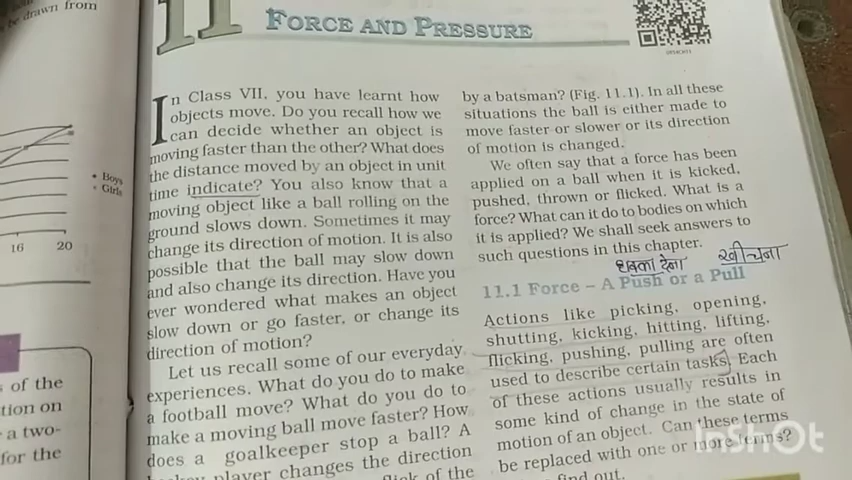 be drawn from
Boys
Girls
16 20
s of the
tion on
a two-
for the
11 FORCE AND PRESSURE
In Class VII, you have learnt how
objects move. Do you recall how we
can decide whether an object is
moving faster than the other? What does
the distance moved by an object in unit
time indicate? You also know that a
moving object like a ball rolling on the
ground slows down. Sometimes it may
change its direction of motion. It is also
possible that the ball may slow down
and also change its direction. Have you
ever wondered what makes an object
slow down or go faster, or change its
direction of motion?
Let us recall some of our everyday
experiences. What do you do to make
a football move? What do you do to
make a moving ball move faster? How
does a goalkeeper stop a ball? A
player changes the direction
of the
by a batsman? (Fig. 11.1). In all these
situations the ball is either made to
move faster or slower or its direction
of motion is changed.
We often say that a force has been
applied on a ball when it is kicked,
pushed, thrown or flicked. What is a
force? What can it do to bodies on which
it is applied? We shall seek answers to
such questions in this chapter.
धक्का देना खींचना
11.1 Force – A Push or a Pull
Actions like picking, opening,
shutting, kicking, hitting, lifting,
flicking, pushing, pulling are often
used to describe certain tasks. Each
of these actions usually results in
some kind of change in the state of
motion of an object. Can these terms
be replaced with one or more terms?
find out.
InShOt